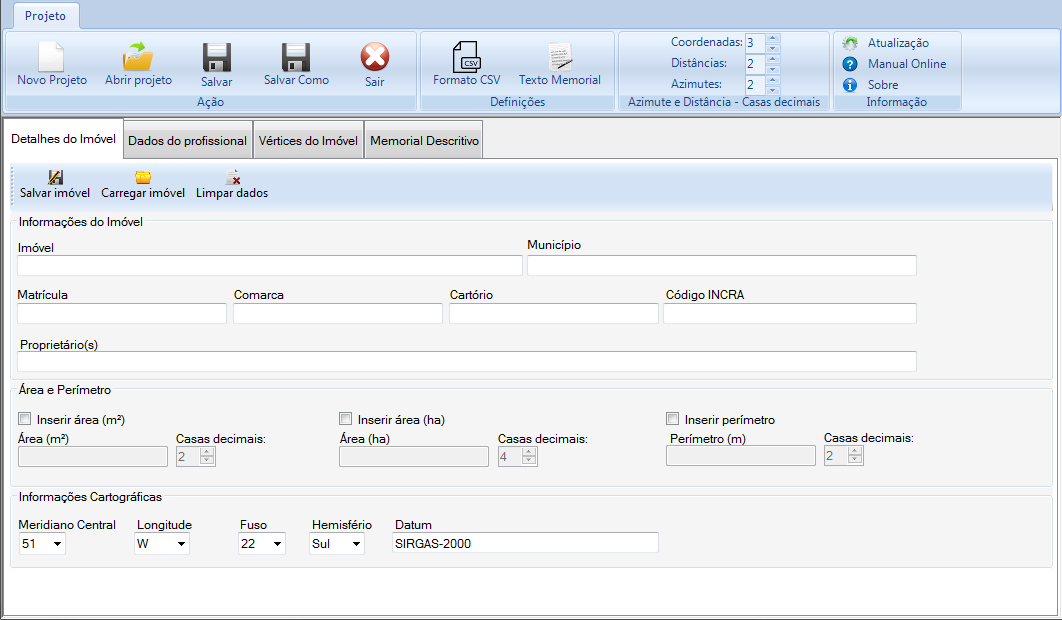 Projeto
Novo Projeto
Abrir projeto
Salvar
Salvar Como
Sair
Ação
CSV
Formato CSV
Texto Memorial
Definições
Coordenadas: 3
Distâncias: 2
Azimutes: 2
Azimute e Distância - Casas decimais
Atualização
Manual Online
Sobre
Informação
Detalhes do Imóvel Dados do profissional Vértices do Imóvel Memorial Descritivo
Salvar imóvel Carregar imóvel Limpar dados
Informações do Imóvel
Imóvel Município
Matrícula Comarca Cartório Código INCRA
Proprietário(s)
Área e Perímetro
Inserir área (m²) Inserir área (ha) Inserir perímetro
Área (m²) Casas decimais: Área (ha) Casas decimais: Perímetro (m) Casas decimais:
2 4 2
Informações Cartográficas
Meridiano Central Longitude Fuso Hemisfério Datum
51 W 22 Sul SIRGAS-2000